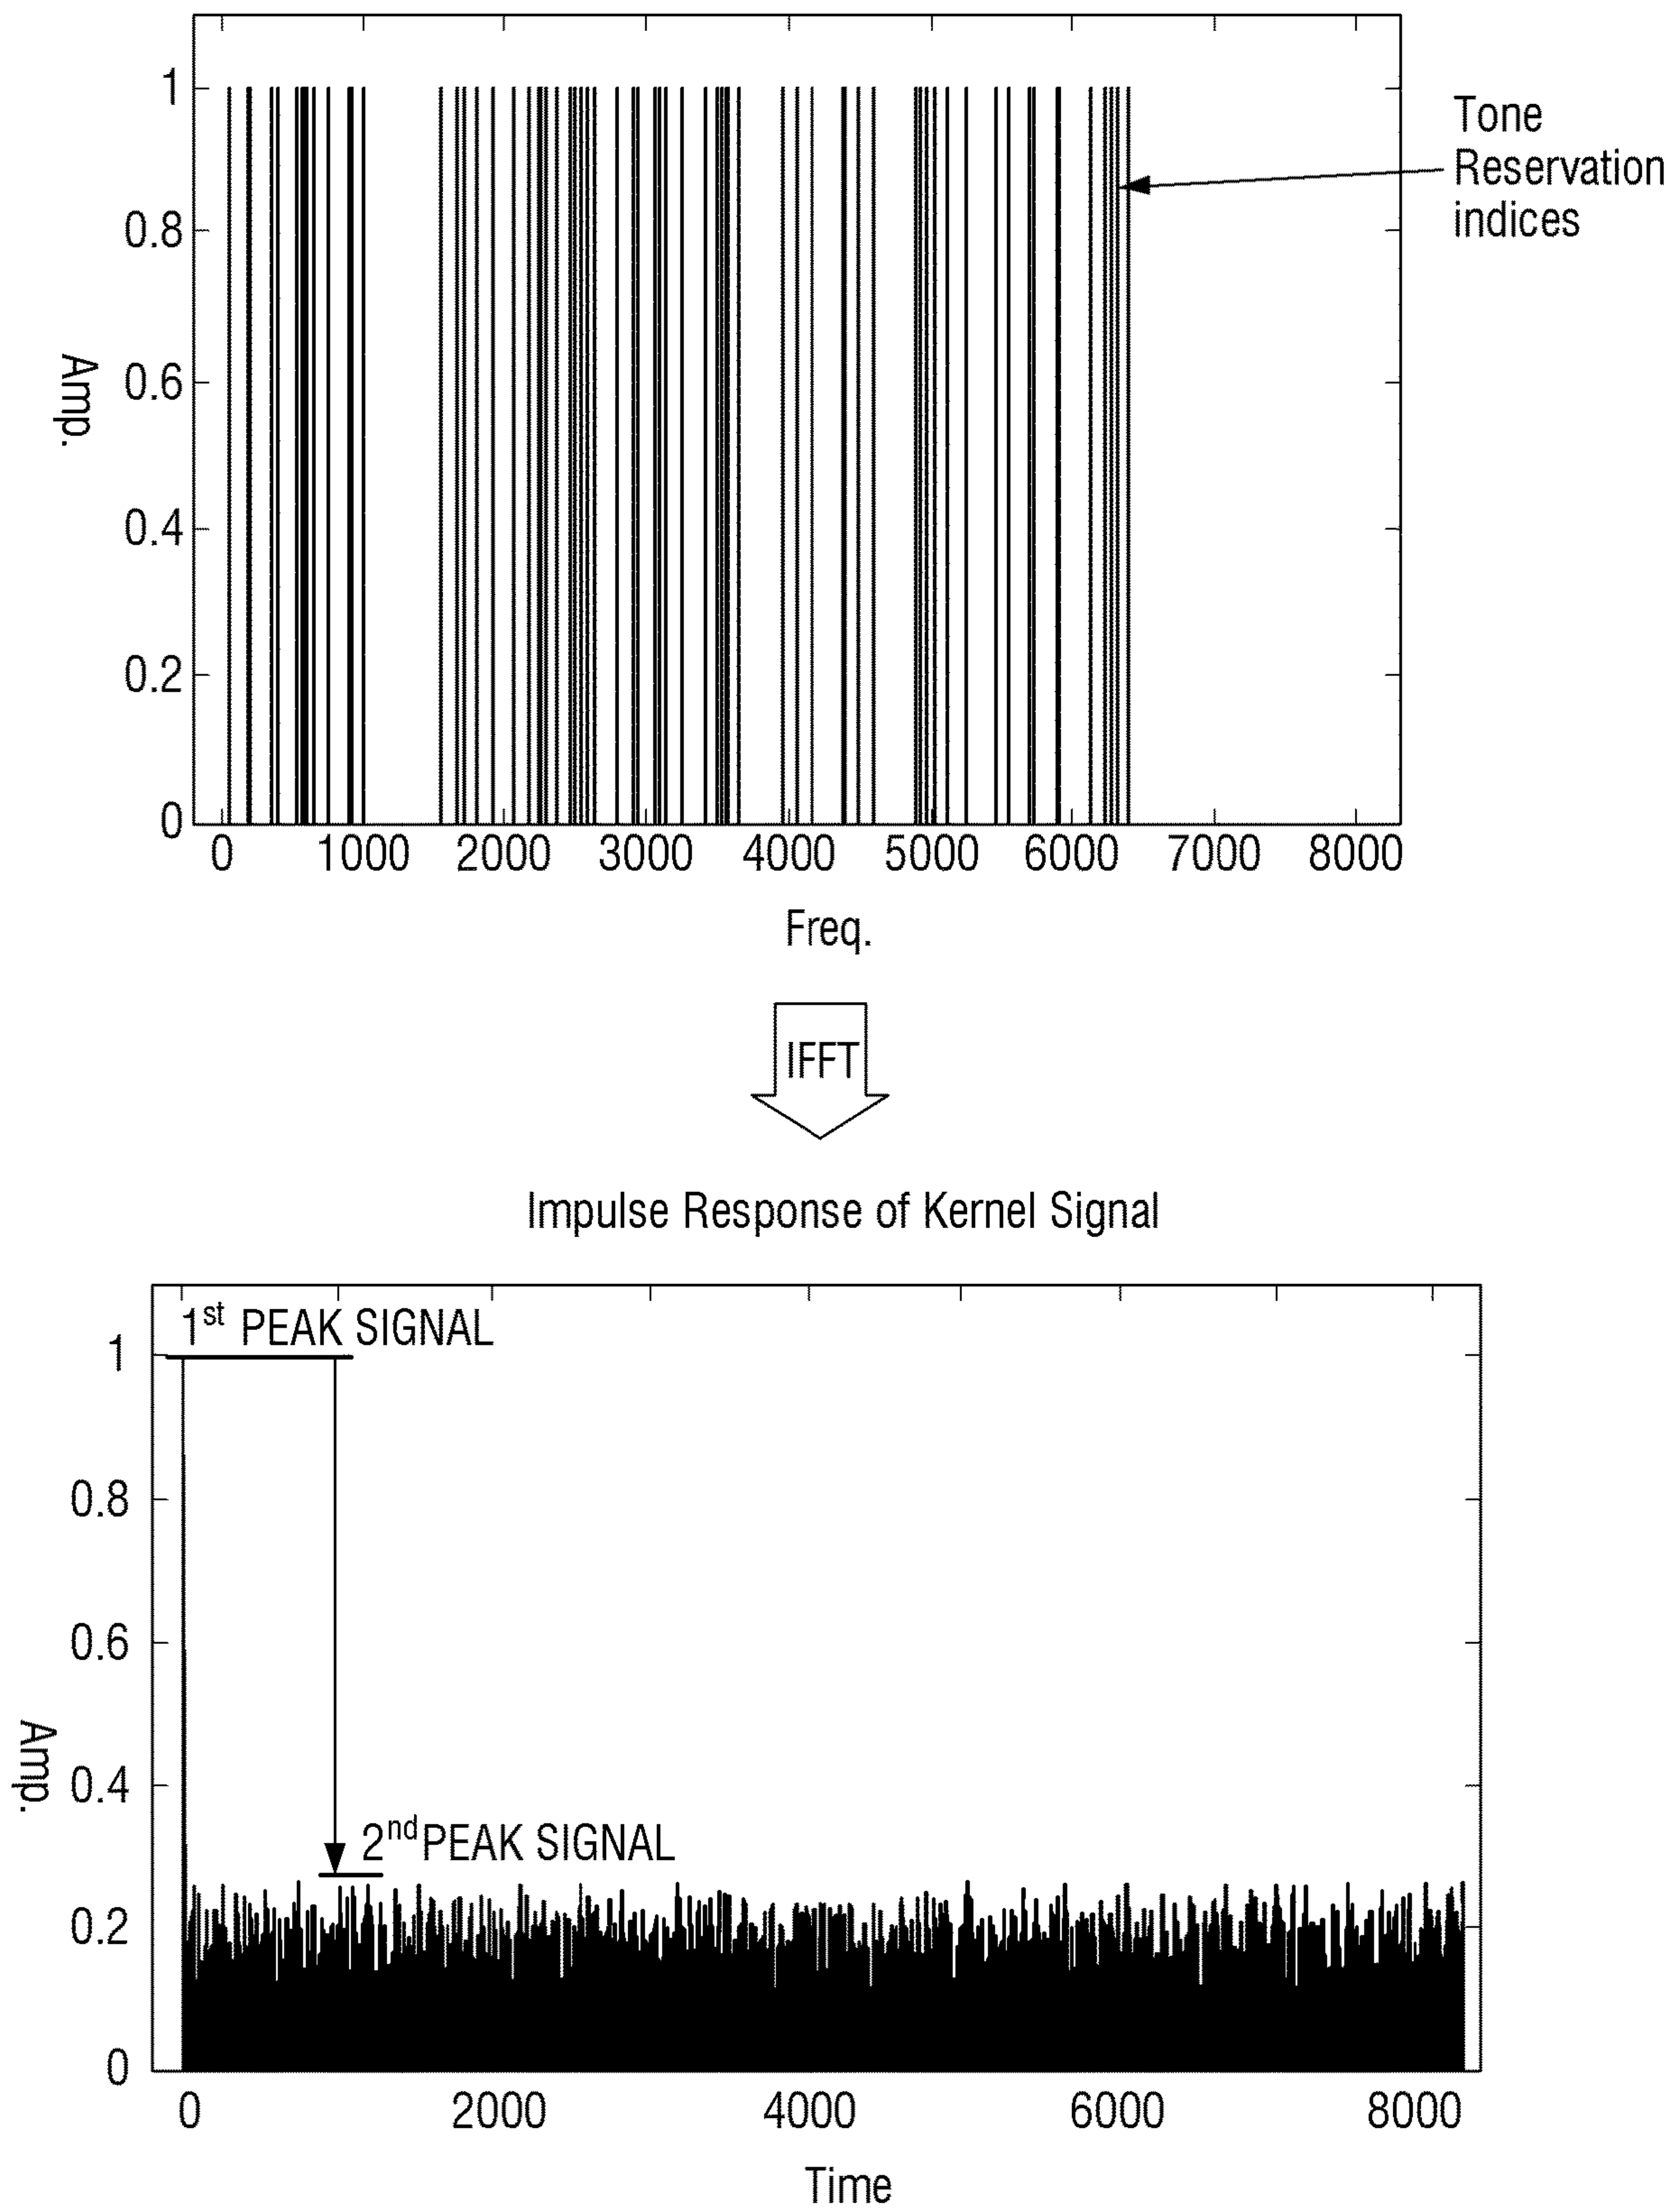 1
0.8
0.6
0.4
0.2
0
Amp.
0 1000 2000 3000 4000 5000 6000 7000 8000
Freq.
Tone
Reservation
indices
IFFT
Impulse Response of Kernel Signal
1st PEAK SIGNAL
1
0.8
0.6
0.4
0.2
0
Amp.
2nd PEAK SIGNAL
0 2000 4000 6000 8000
Time